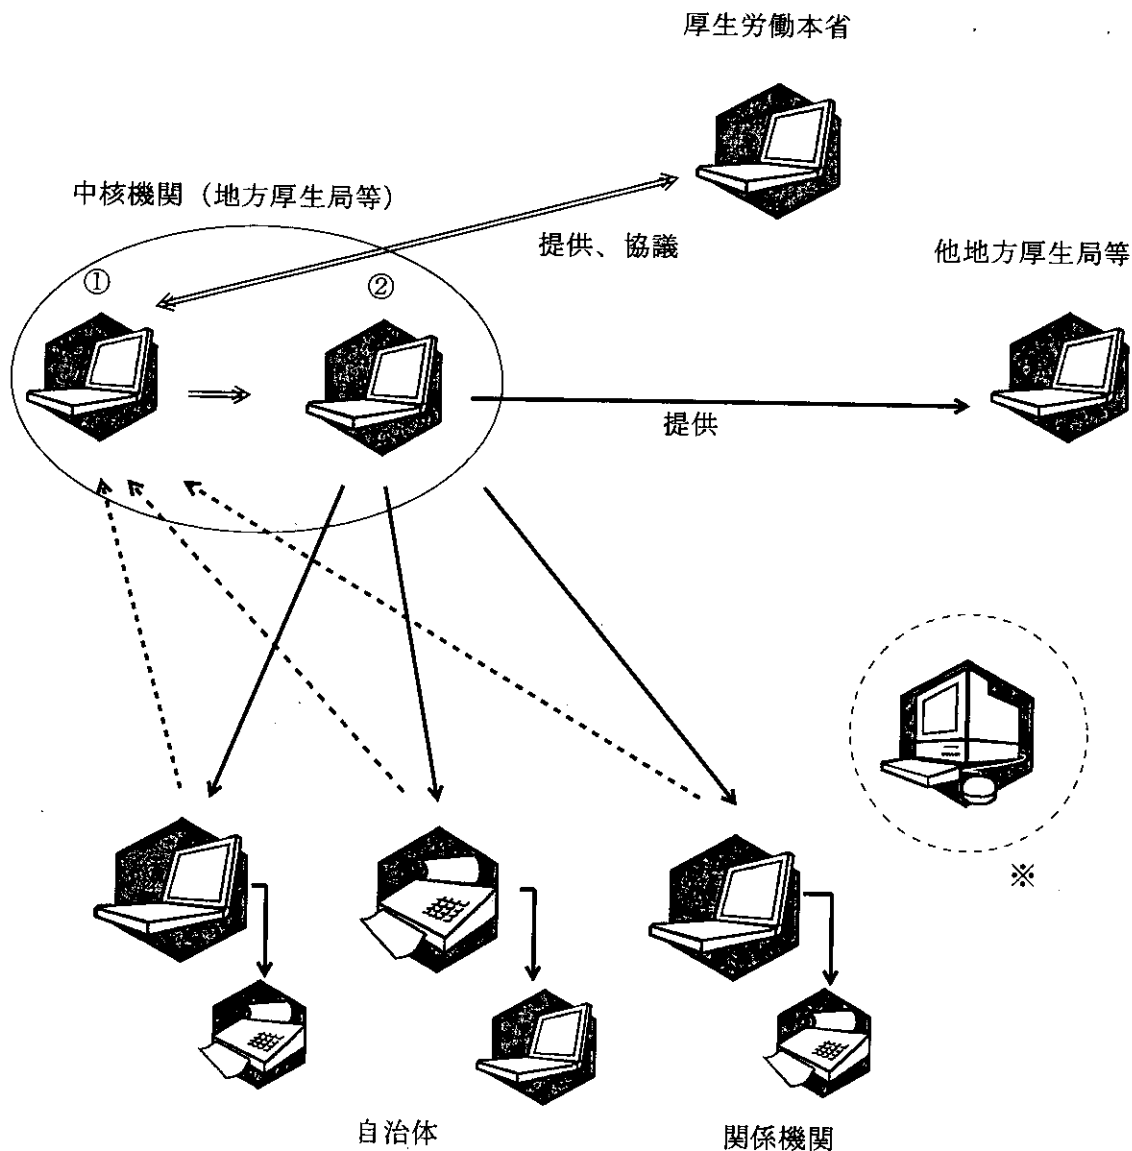 厚生労働本省
中核機関（地方厚生局等）
提供、協議
他地方厚生局等
①
②
提供
※
自治体
関係機関